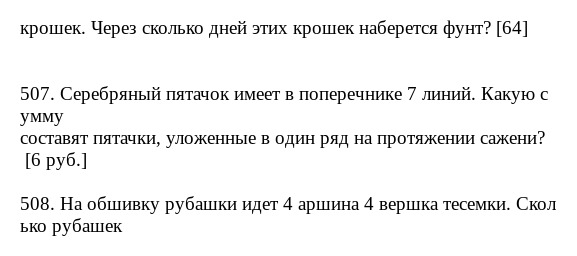 крошек. Через сколько дней этих крошек наберется фунт? [64]
507. Серебряный пятачок имеет в поперечнике 7 линий. Какую с
умму
составят пятачки, уложенные в один ряд на протяжении сажени?
[6 руб.]
508. На обшивку рубашки идет 4 аршина 4 вершка тесемки. Скол
ько рубашек